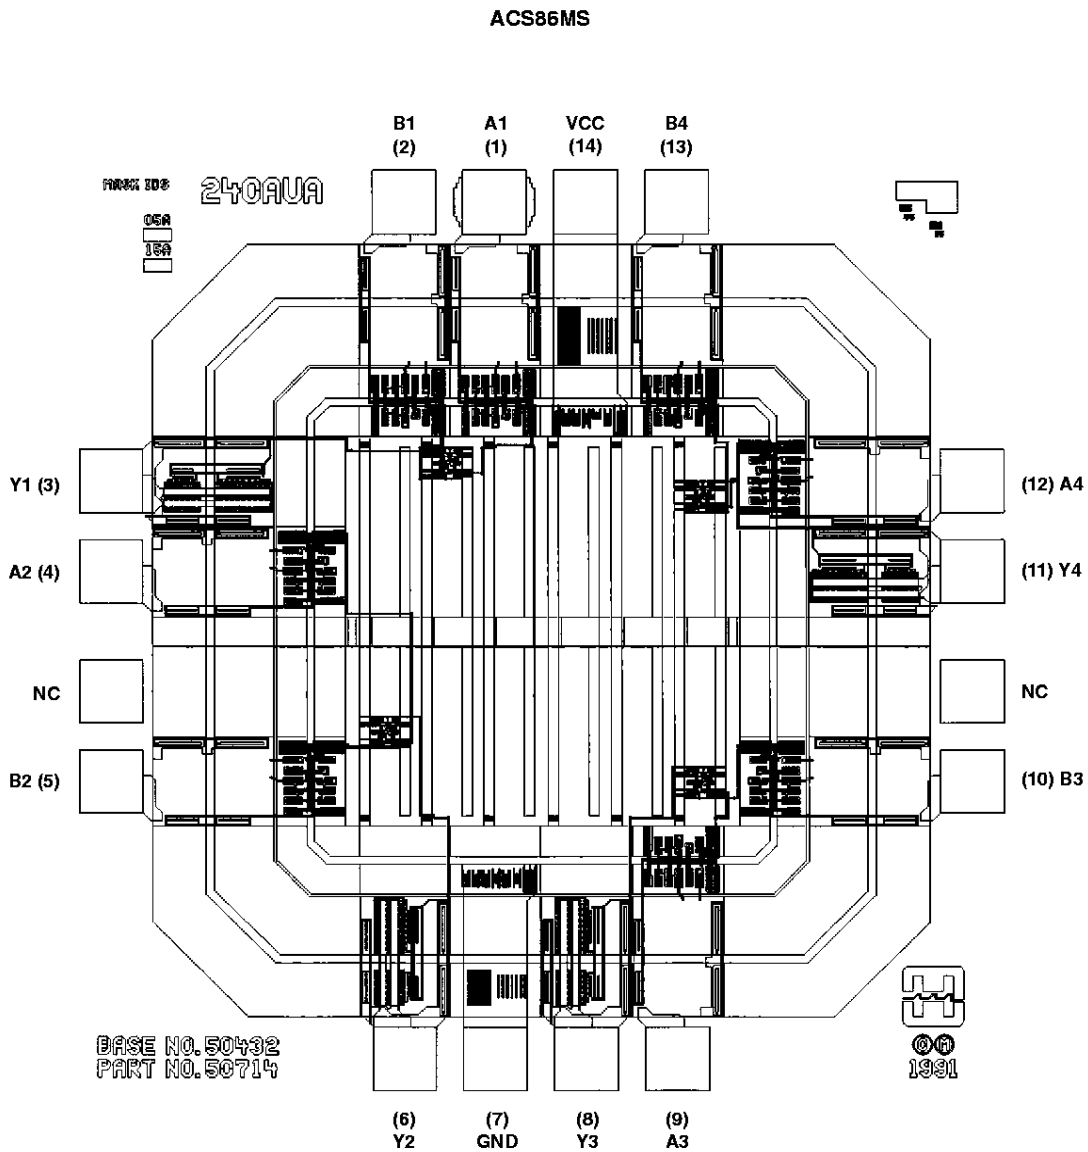 ACS86MS
B1 A1 VCC B4
(2) (1) (14) (13)
MASK IDS 240AUA
05A
15A
Y1 (3) (12) A4
A2 (4) (11) Y4
NC NC
B2 (5) (10) B3
BASE NO. 50432
PART NO. 50714
H
C M
1991
(6) (7) (8) (9)
Y2 GND Y3 A3